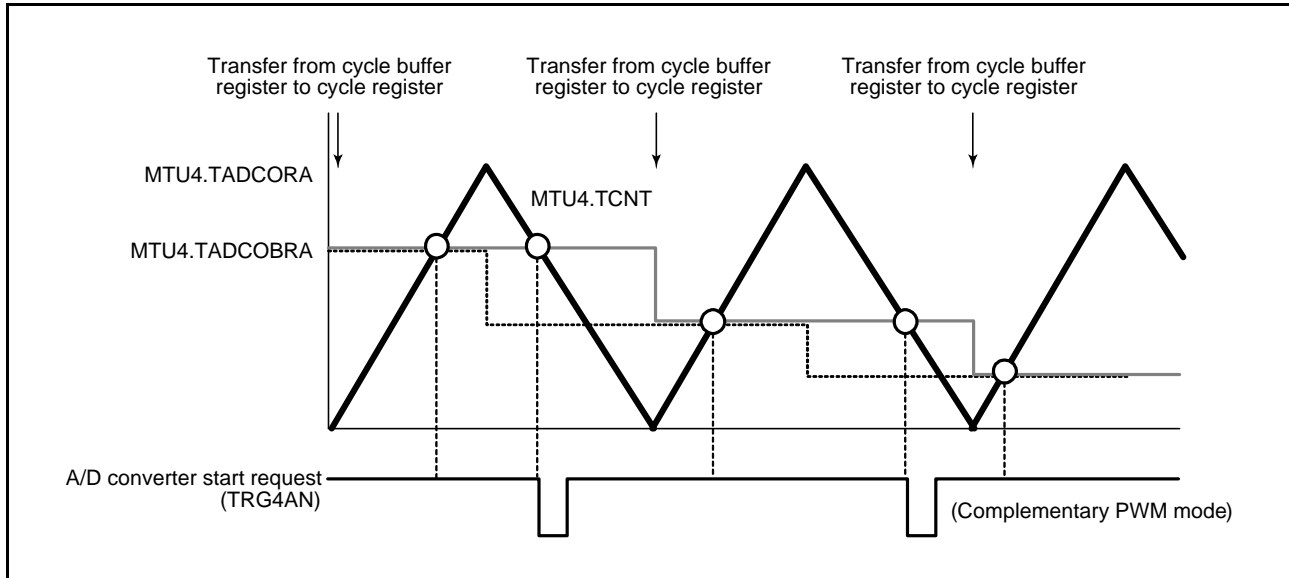 Transfer from cycle buffer
register to cycle register
Transfer from cycle buffer
register to cycle register
Transfer from cycle buffer
register to cycle register
MTU4.TADCORA
MTU4.TCNT
MTU4.TADCOBRA
A/D converter start request
(TRG4AN)
(Complementary PWM mode)